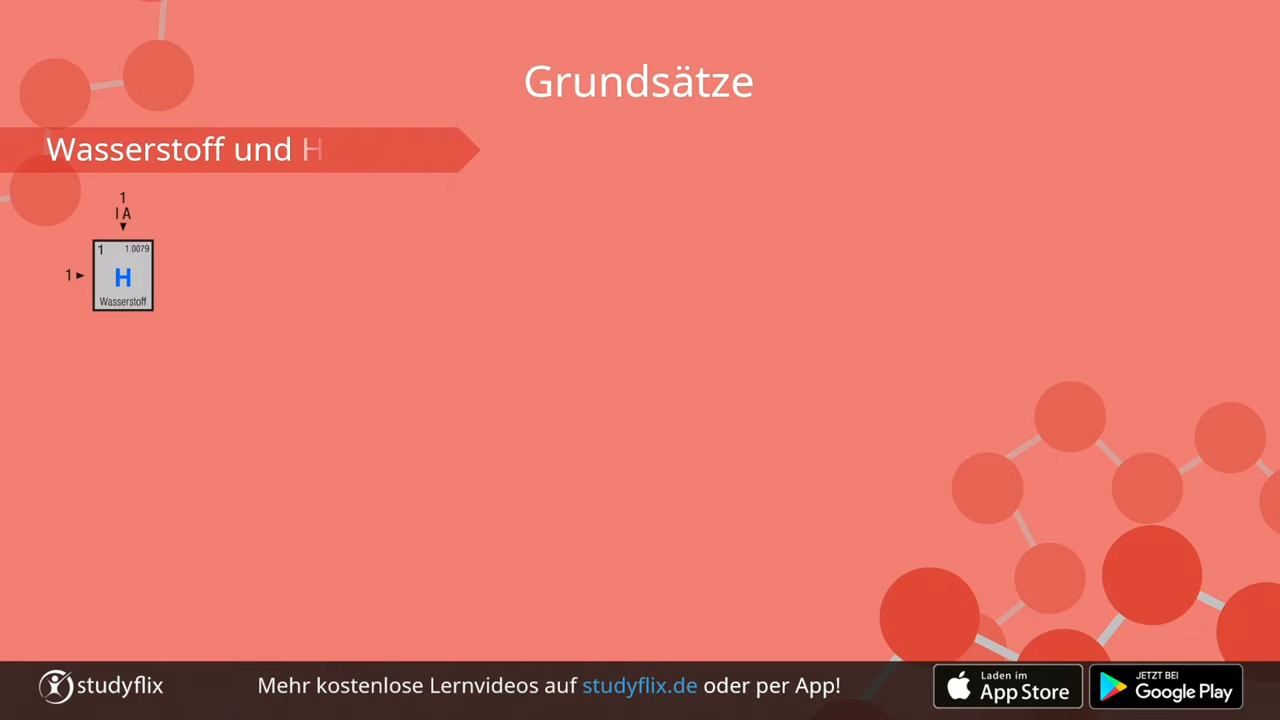 Grundsätze
Wasserstoff und H
1
I A
1
1 1.0079
H
Wasserstoff
studyflix
Mehr kostenlose Lernvideos auf studyflix.de oder per App!
Laden im
App Store
JETZT BEI
Google Play